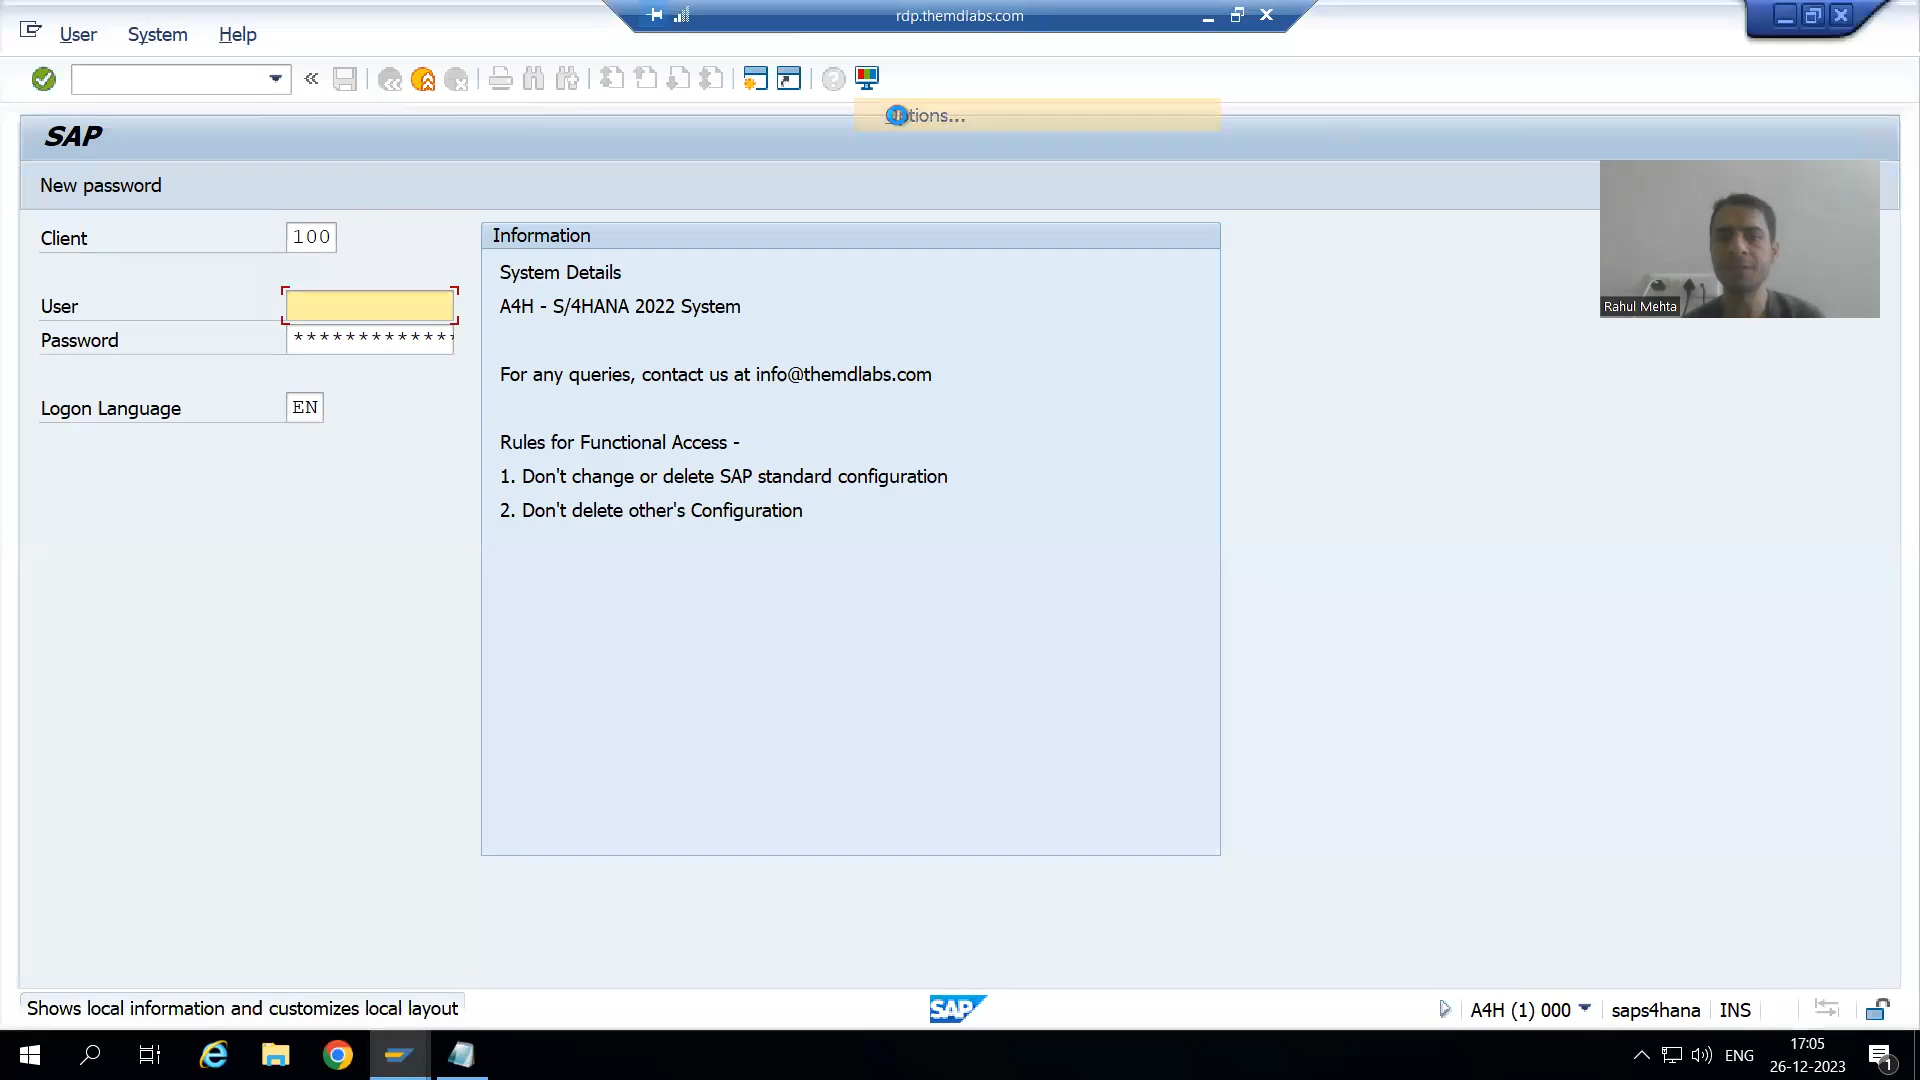 rdp.themdlabs.com
User System Help
tions...
SAP
New password
Client 100
Information
System Details
User
A4H - S/4HANA 2022 System
Rahul Mehta
Password *************
For any queries, contact us at info@themdlabs.com
Logon Language EN
Rules for Functional Access -
1. Don't change or delete SAP standard configuration
2. Don't delete other's Configuration
Shows local information and customizes local layout
SAP
A4H (1) 000 saps4hana INS
ENG
17:05
26-12-2023
1